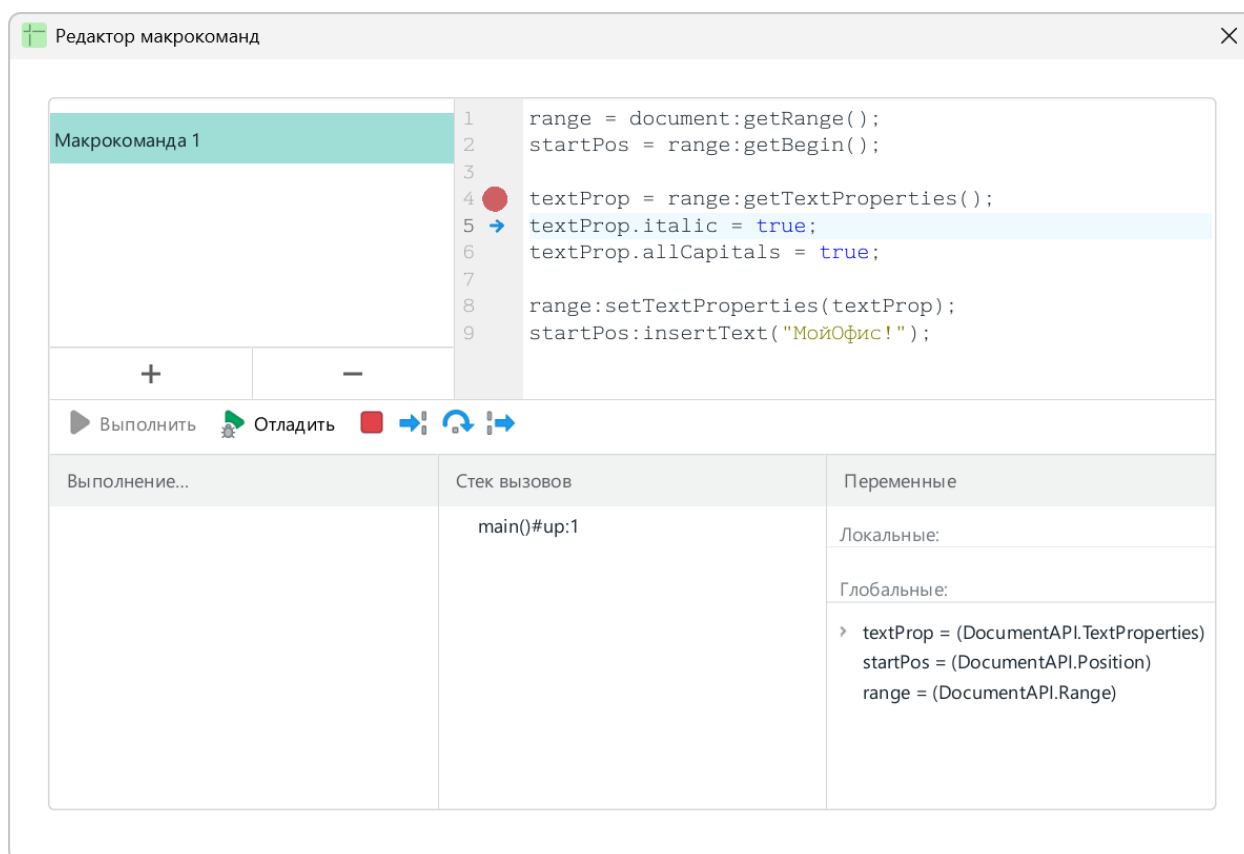 Редактор макрокоманд
Макрокоманда 1
1 range = document:getRange();
2 startPos = range:getBegin();
3
4 textProp = range:getTextProperties();
5 textProp.italic = true;
6 textProp.allCapitals = true;
7
8 range:setTextProperties(textProp);
9 startPos:insertText("МойОфис!");
Выполнить Отладить
Выполнение...
Стек вызовов
main()#up:1
Переменные
Локальные:
Глобальные:
textProp = (DocumentAPI.TextProperties)
startPos = (DocumentAPI.Position)
range = (DocumentAPI.Range)